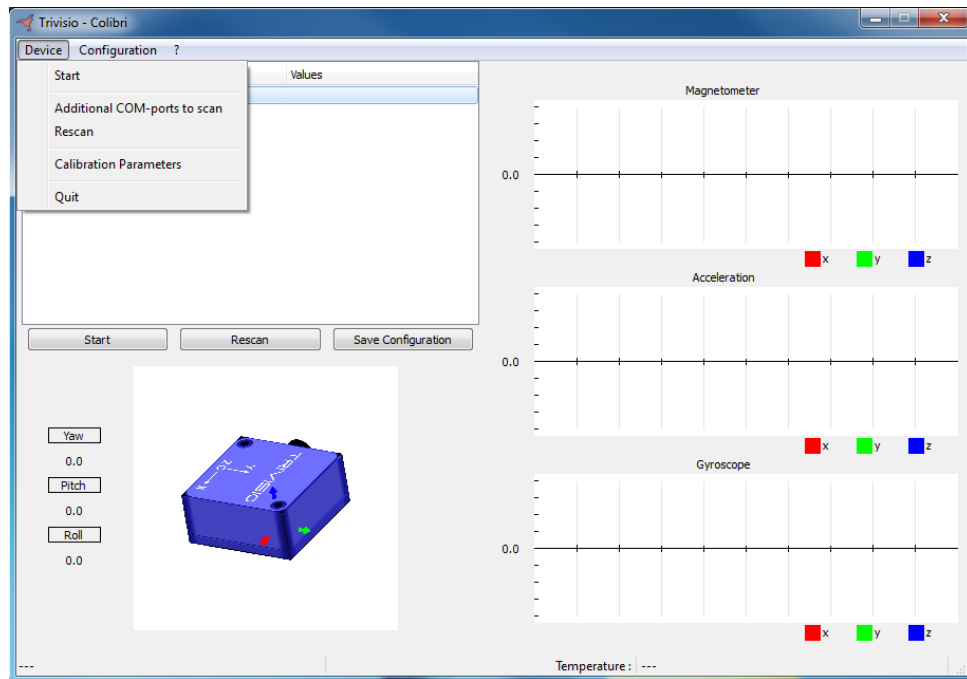 Trivisio - Colibri
Device Configuration ?
Start
Additional COM-ports to scan
Rescan
Calibration Parameters
Quit
Values
Start Rescan Save Configuration
Yaw
0.0
Pitch
0.0
Roll
0.0
TRIVISIO
Magnetometer
0.0
x y z
Acceleration
0.0
x y z
Gyroscope
0.0
x y z
---
Temperature : ---